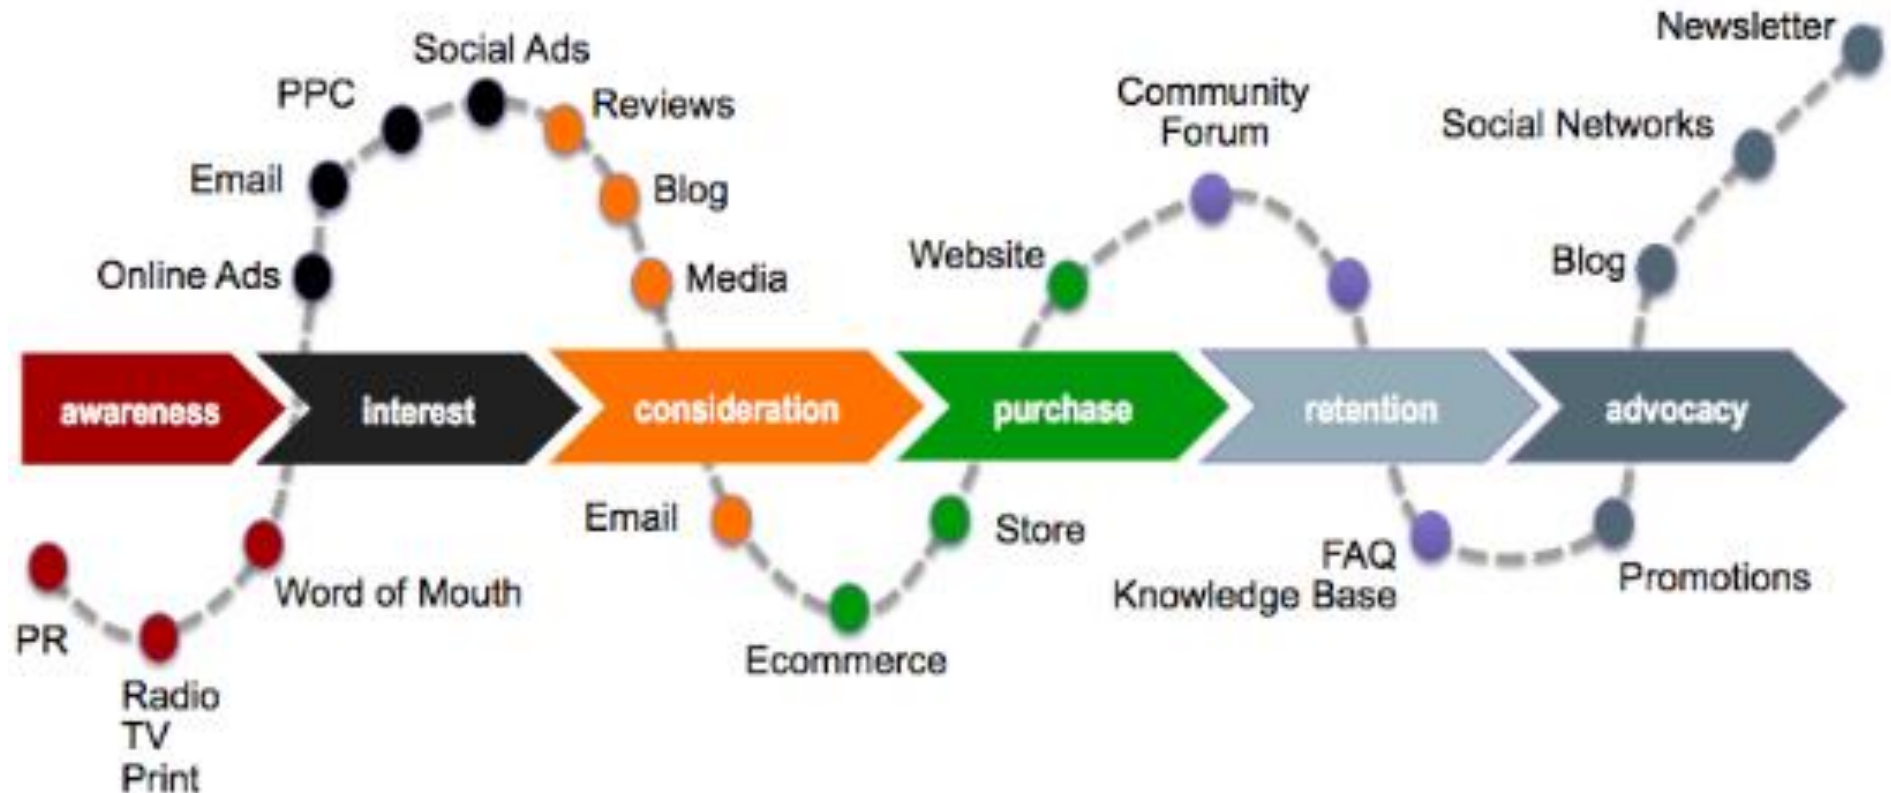 Newsletter
Social Ads
PPC
Reviews
Community
Forum
Social Networks
Email
Blog
Website
Blog
Online Ads
Media
awareness
interest
consideration
purchase
retention
advocacy
Email
Store
FAQ
Knowledge Base
Promotions
Word of Mouth
PR
Ecommerce
Radio
TV
Print